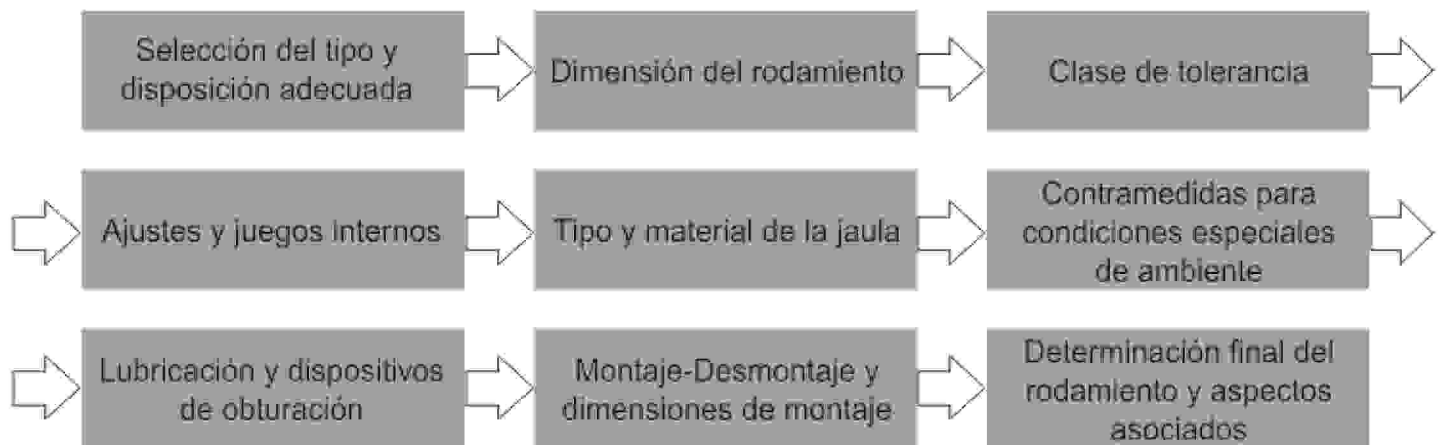 Selección del tipo y
disposición adecuada
Dimensión del rodamiento
Clase de tolerancia
Ajustes y juegos internos
Tipo y material de la jaula
Contramedidas para
condiciones especiales
de ambiente
Lubricación y dispositivos
de obturación
Montaje-Desmontaje y
dimensiones de montaje
Determinación final del
rodamiento y aspectos
asociados